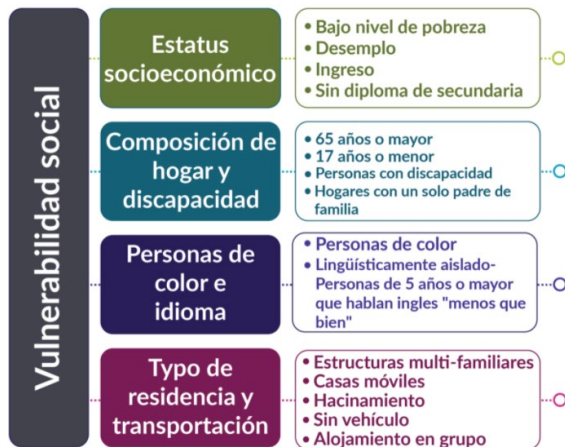 Vulnerabilidad social
Estatus
socioeconómico
• Bajo nivel de pobreza
• Desemplo
• Ingreso
• Sin diploma de secundaria
Composición de
hogar y
discapacidad
• 65 años o mayor
• 17 años o menor
• Personas con discapacidad
• Hogares con un solo padre de
familia
Personas de
color e
idioma
• Personas de color
• Lingüísticamente aislado-
Personas de 5 años o mayor
que hablan ingles "menos que
bien"
Typo de
residencia y
transportación
• Estructuras multi-familiares
• Casas móviles
• Hacinamiento
• Sin vehículo
• Alojamiento en grupo